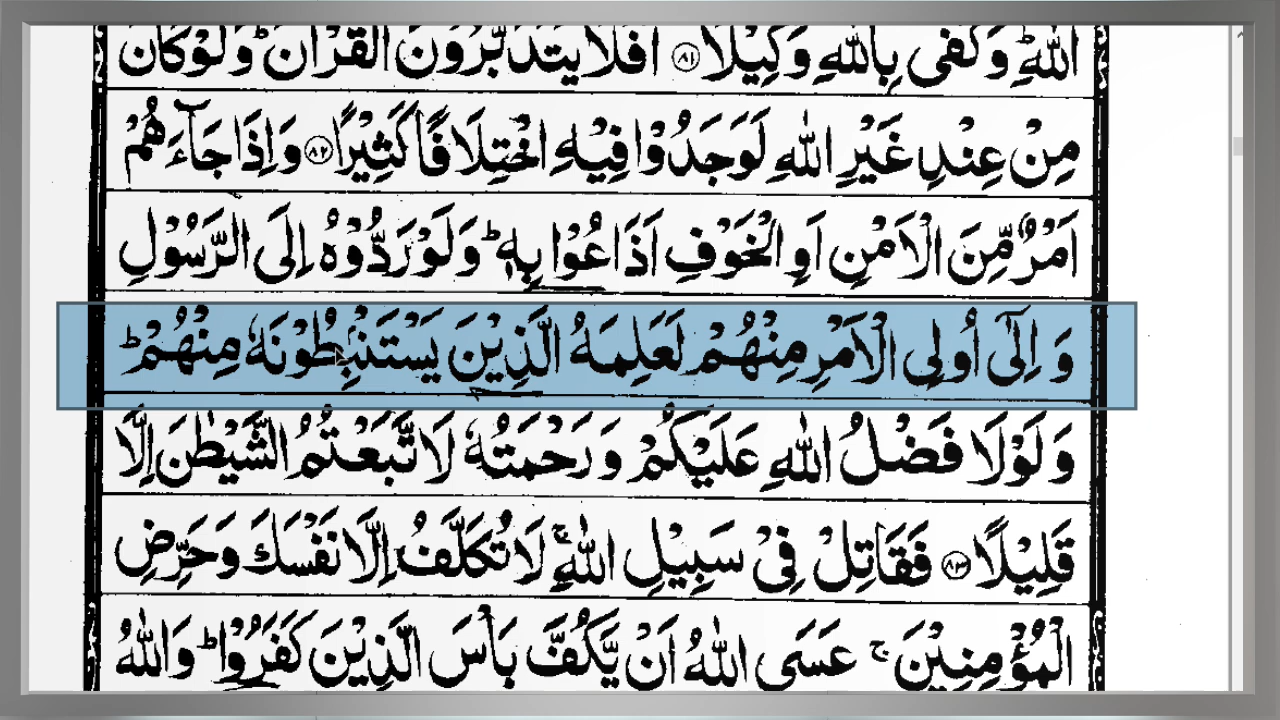 اللّٰهِ ؕ وَكَفٰى بِاللّٰهِ وَكِيْلًا ﴿۸۱﴾ اَفَلَا يَتَدَبَّرُوْنَ الْقُرْاٰنَ ؕ وَلَوْ كَانَ
مِنْ عِنْدِ غَيْرِ اللّٰهِ لَوَجَدُوْا فِيْهِ اخْتِلَافًا كَثِيْرًا ﴿۸۲﴾ وَاِذَا جَآءَهُمْ
اَمْرٌ مِّنَ الْاَمْنِ اَوِ الْخَوْفِ اَذَاعُوْا بِهٖ ؕ وَلَوْ رَدُّوْهُ اِلَى الرَّسُوْلِ
وَ اِلٰٓى اُولِى الْاَمْرِ مِنْهُمْ لَعَلِمَهُ الَّذِيْنَ يَسْتَنْۢبِطُوْنَهٗ مِنْهُمْ ؕ
وَ لَوْلَا فَضْلُ اللّٰهِ عَلَيْكُمْ وَ رَحْمَتُهٗ لَا تَّبَعْتُمُ الشَّيْطٰنَ اِلَّا
قَلِيْلًا ﴿۸۳﴾ فَقَاتِلْ فِىْ سَبِيْلِ اللّٰهِ ۚ لَا تُكَلَّفُ اِلَّا نَفْسَكَ وَحَرِّضِ
الْمُؤْمِنِيْنَ ۚ عَسَى اللّٰهُ اَنْ يَّكُفَّ بَاْسَ الَّذِيْنَ كَفَرُوْا ؕ وَاللّٰهُ